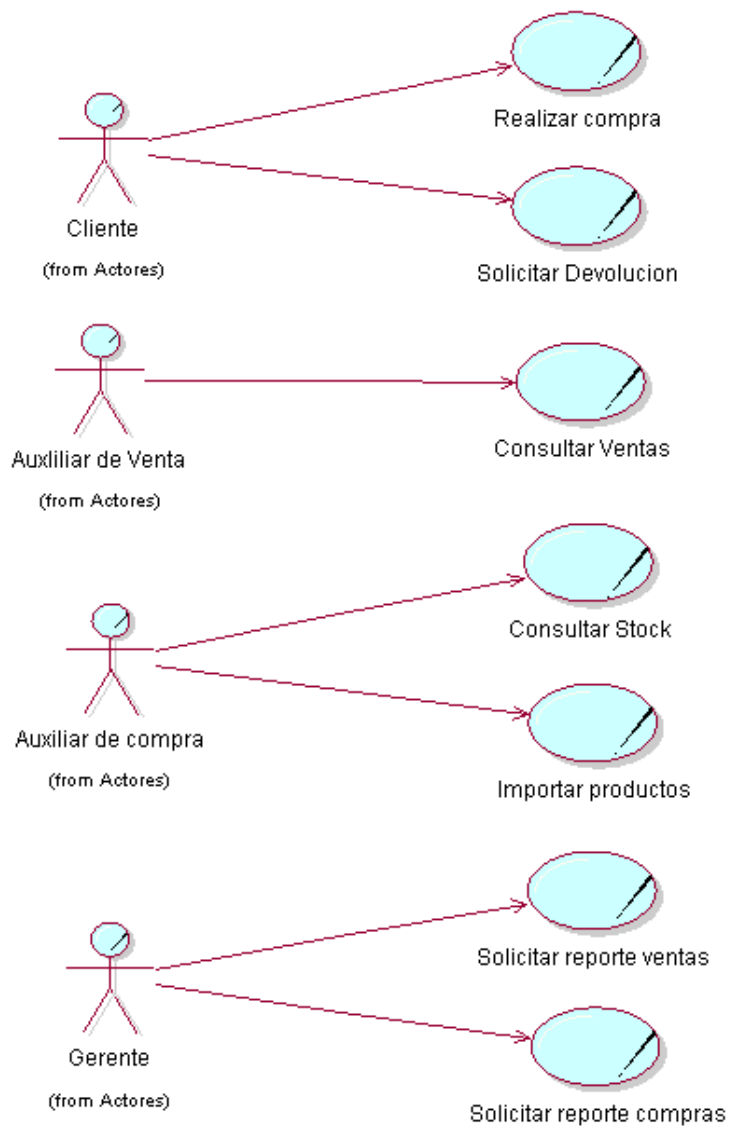 Realizar compra
Cliente
(from Actores)
Solicitar Devolucion
Auxliliar de Venta
(from Actores)
Consultar Ventas
Consultar Stock
Auxiliar de compra
(from Actores)
Importar productos
Solicitar reporte ventas
Gerente
(from Actores)
Solicitar reporte compras